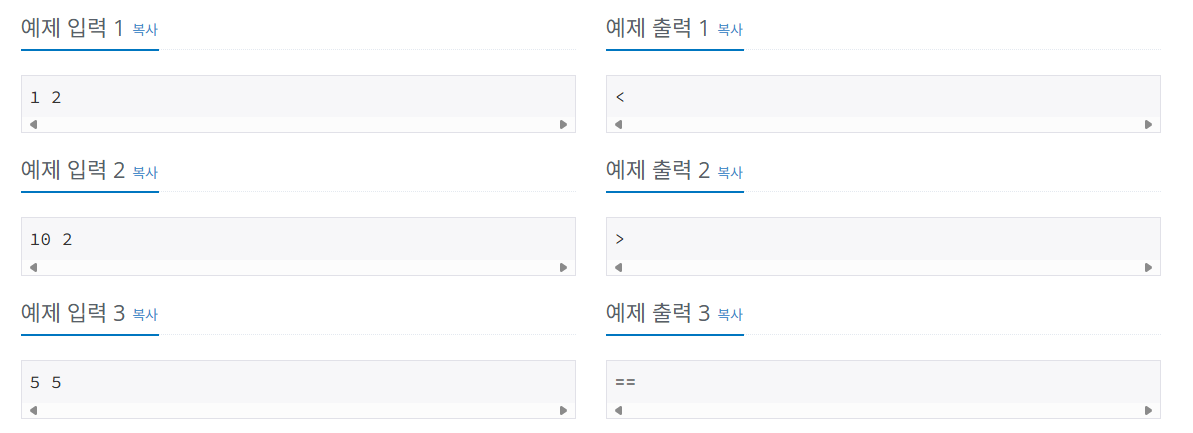 예제 입력 1 복사
예제 출력 1 복사
1 2
<
예제 입력 2 복사
예제 출력 2 복사
10 2
>
예제 입력 3 복사
예제 출력 3 복사
5 5
==